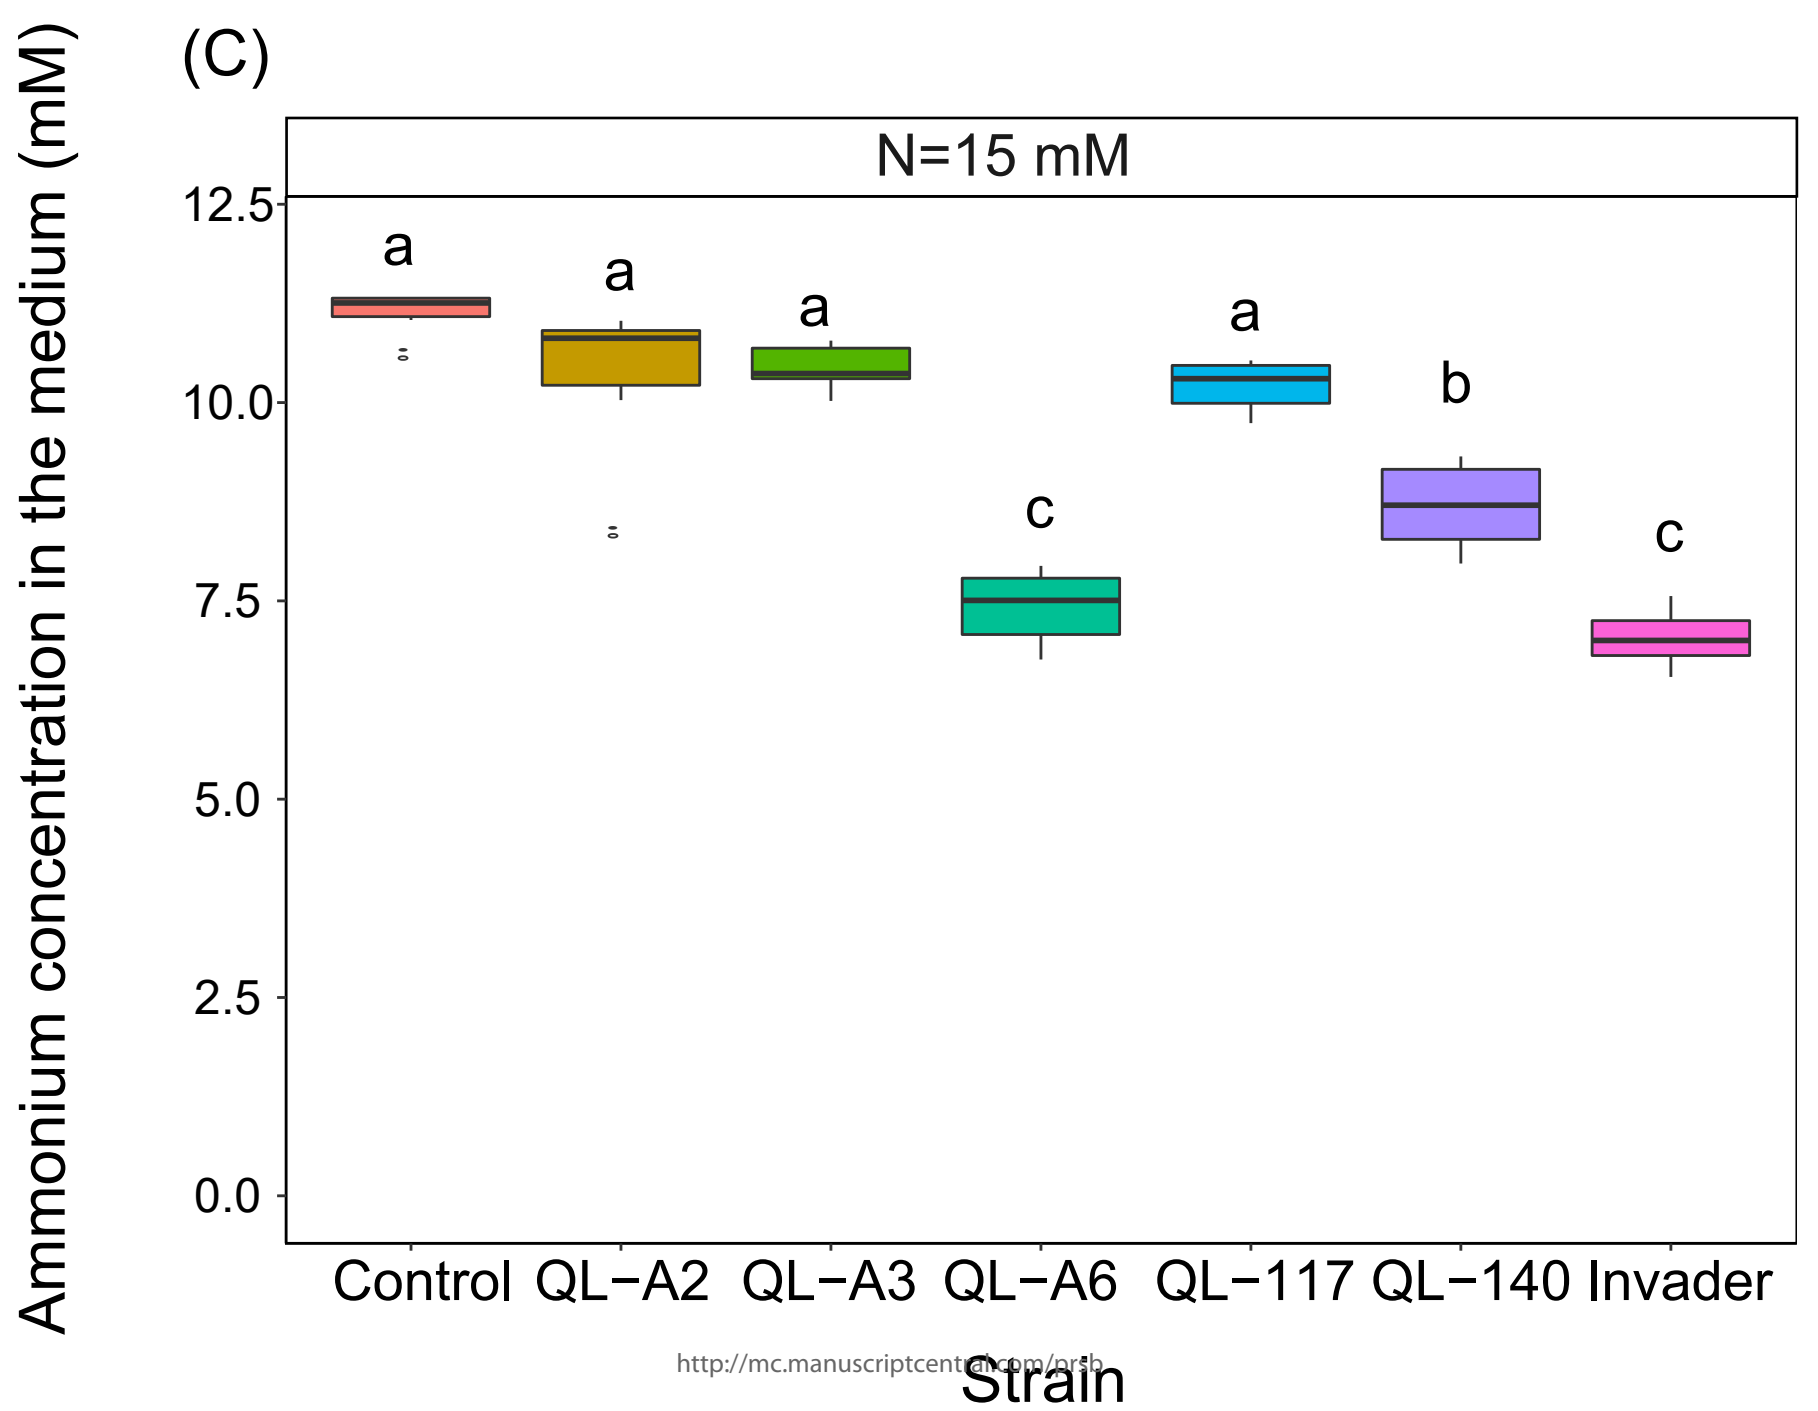 (C)
Ammonium concentration in the medium (mM)
N=15 mM
12.5
10.0
7.5
5.0
2.5
0.0
a
a
a
c
a
b
c
Control QL−A2 QL−A3 QL−A6 QL−117 QL−140 Invader
http://mc.manuscriptcentral.com/prsb
Strain